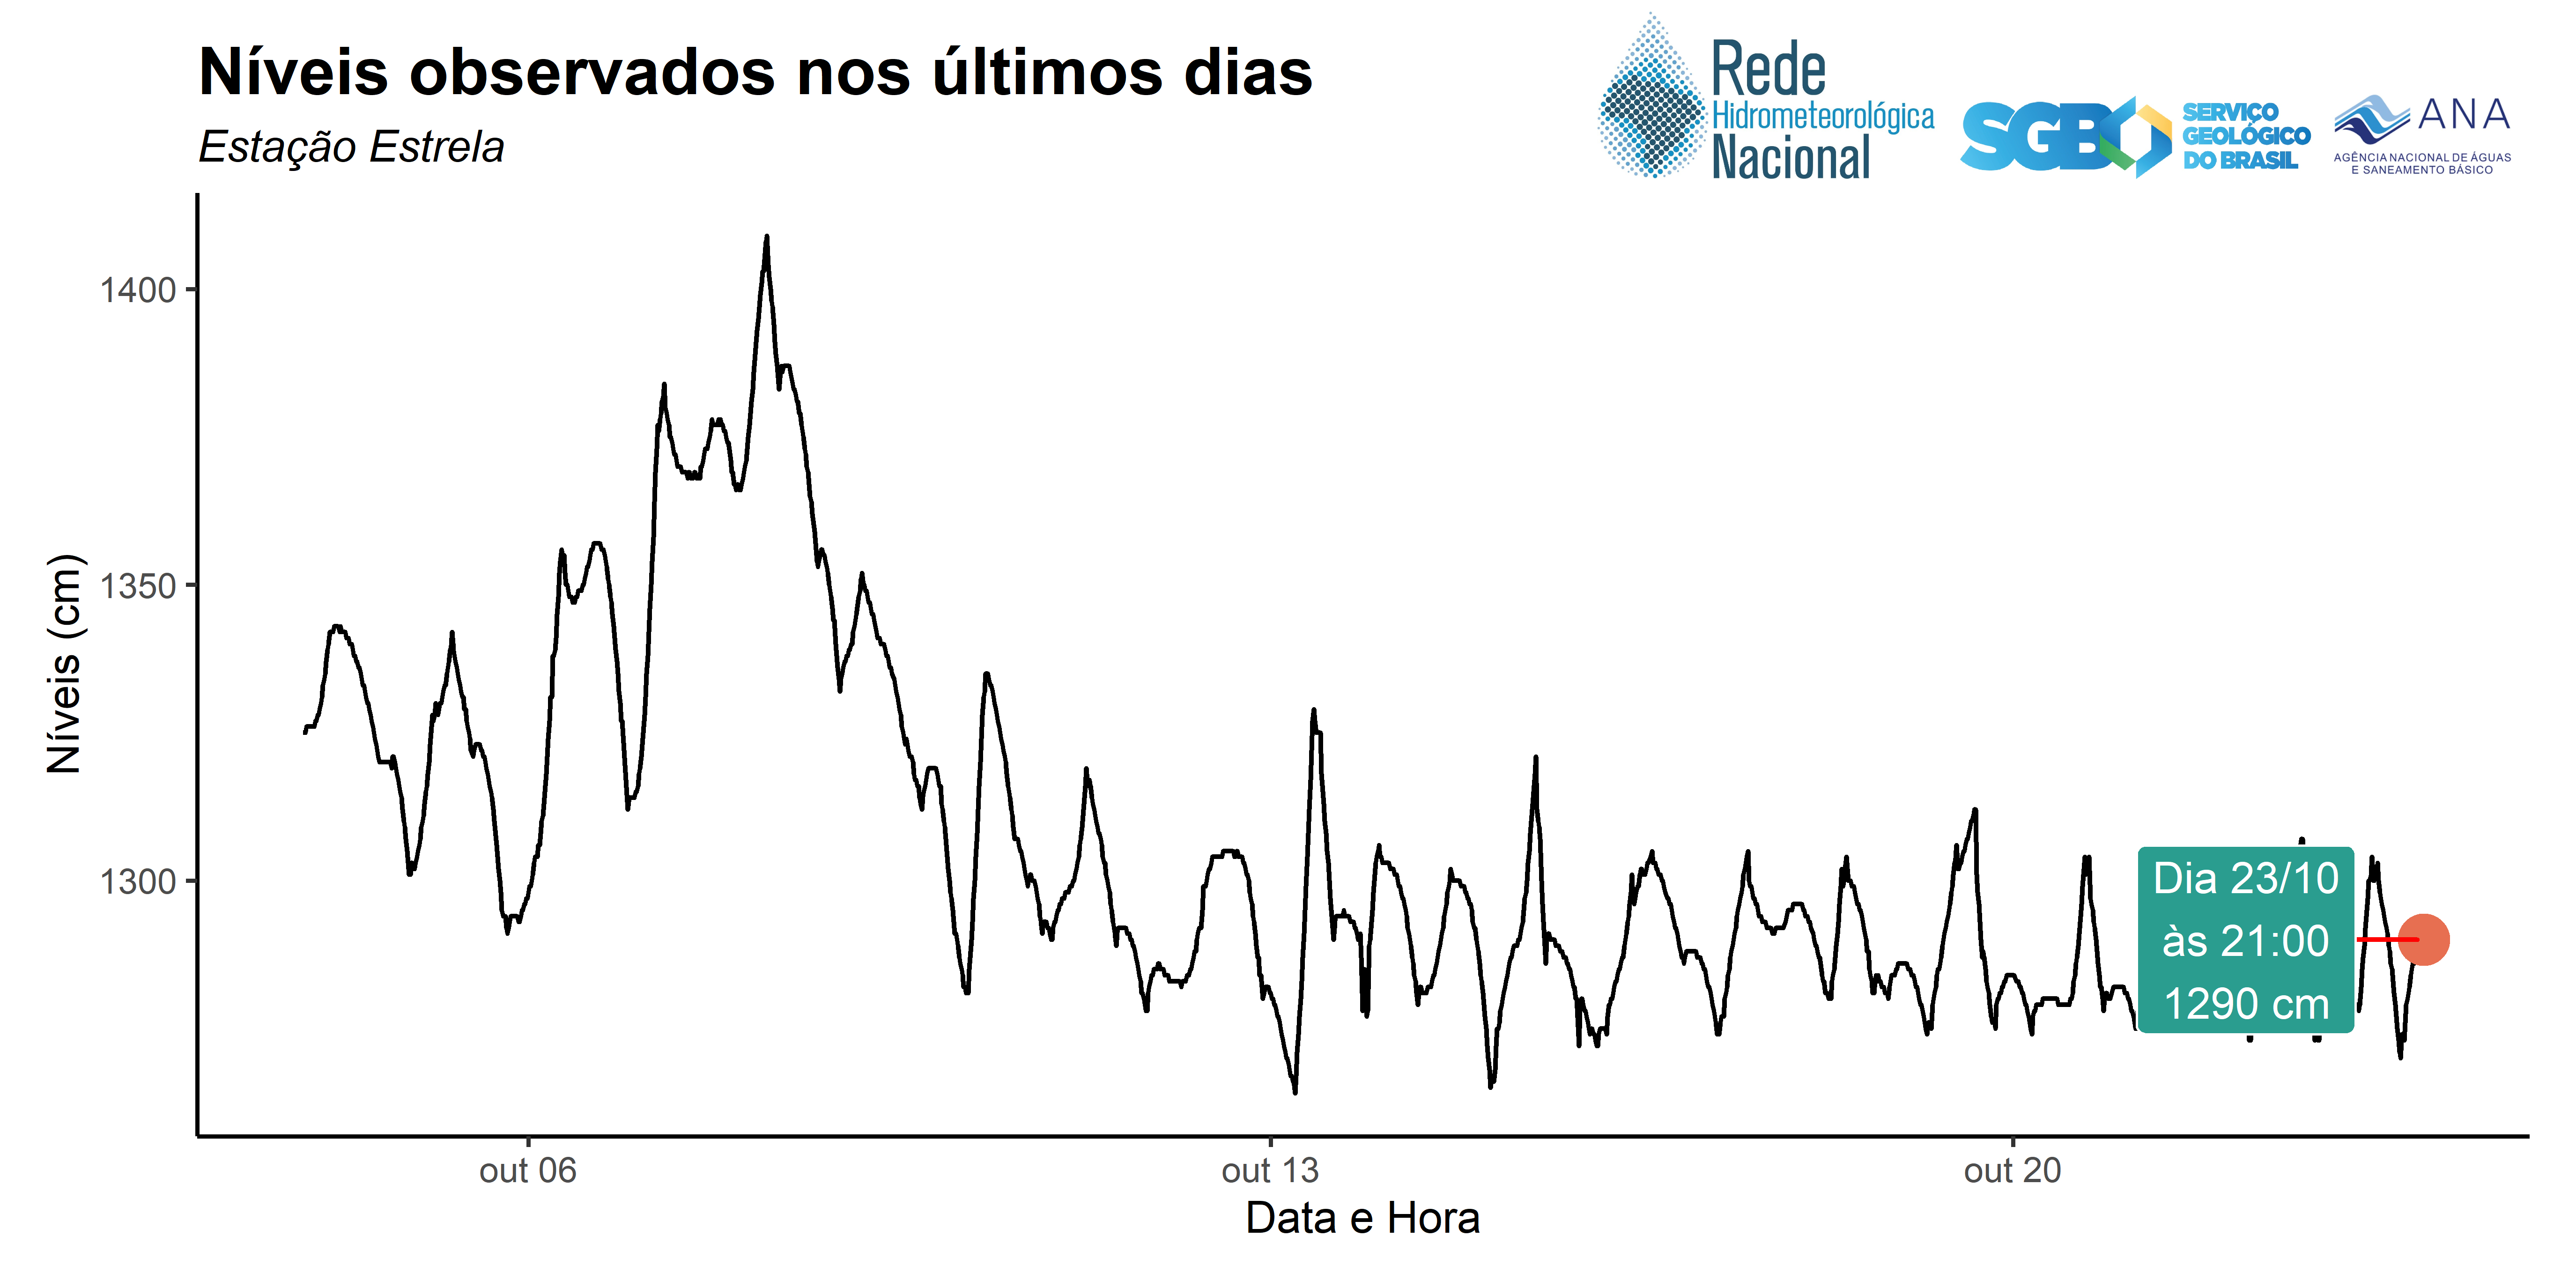 Níveis observados nos últimos dias
Estação Estrela
Rede
Hidrometeorológica
Nacional
SGB
SERVIÇO
GEOLÓGICO
DO BRASIL
ANA
AGÊNCIA NACIONAL DE ÁGUAS
E SANEAMENTO BÁSICO
Níveis (cm)
1400
1350
1300
Dia 23/10
às 21:00
1290 cm
out 06
out 13
out 20
Data e Hora